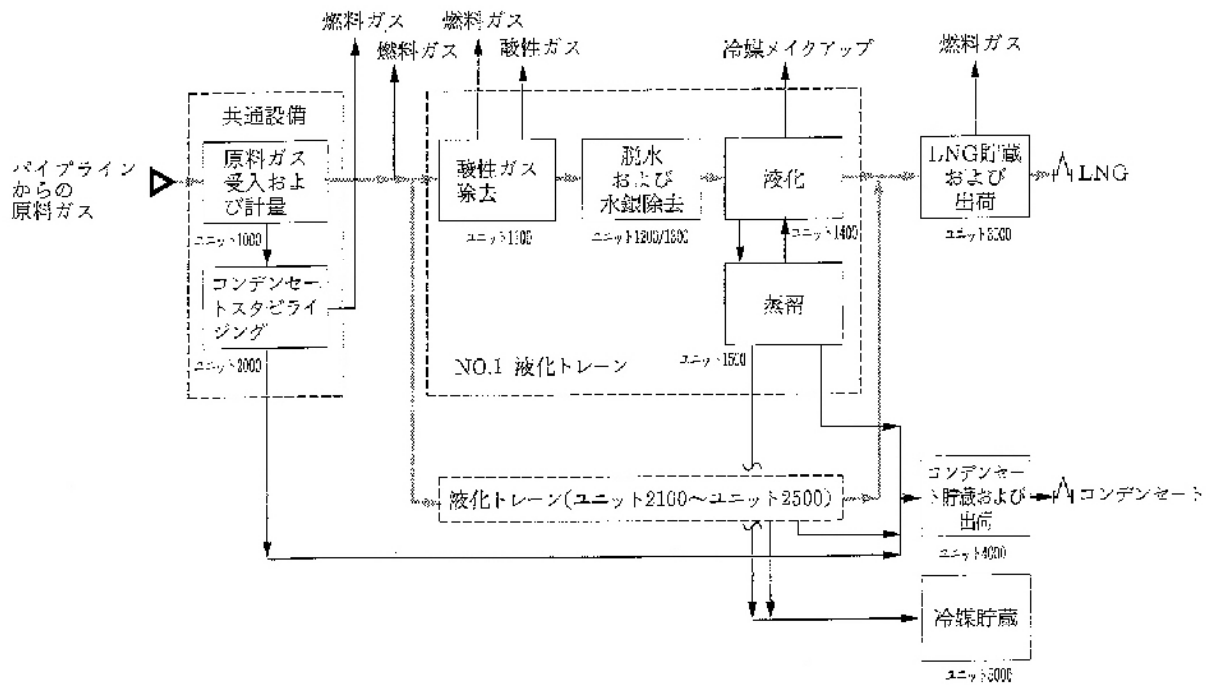 燃料ガス
燃料ガス
燃料ガス
酸性ガス
冷媒メイクアップ
燃料ガス
共通設備
パイプライン
からの
原料ガス
原料ガス
受入およ
び計量
ユニット1000
コンデンセー
トスタビライ
ジング
ユニット2000
酸性ガス
除去
ユニット1100
脱水
および
水銀除去
ユニット1200/1300
液化
ユニット1400
蒸留
ユニット1500
NO.1 液化トレーン
LNG貯蔵
および
出荷
ユニット3000
LNG
液化トレーン(ユニット2100～ユニット2500)
コンデンセー
ト貯蔵および
出荷
ユニット4000
コンデンセート
冷媒貯蔵
ユニット5000